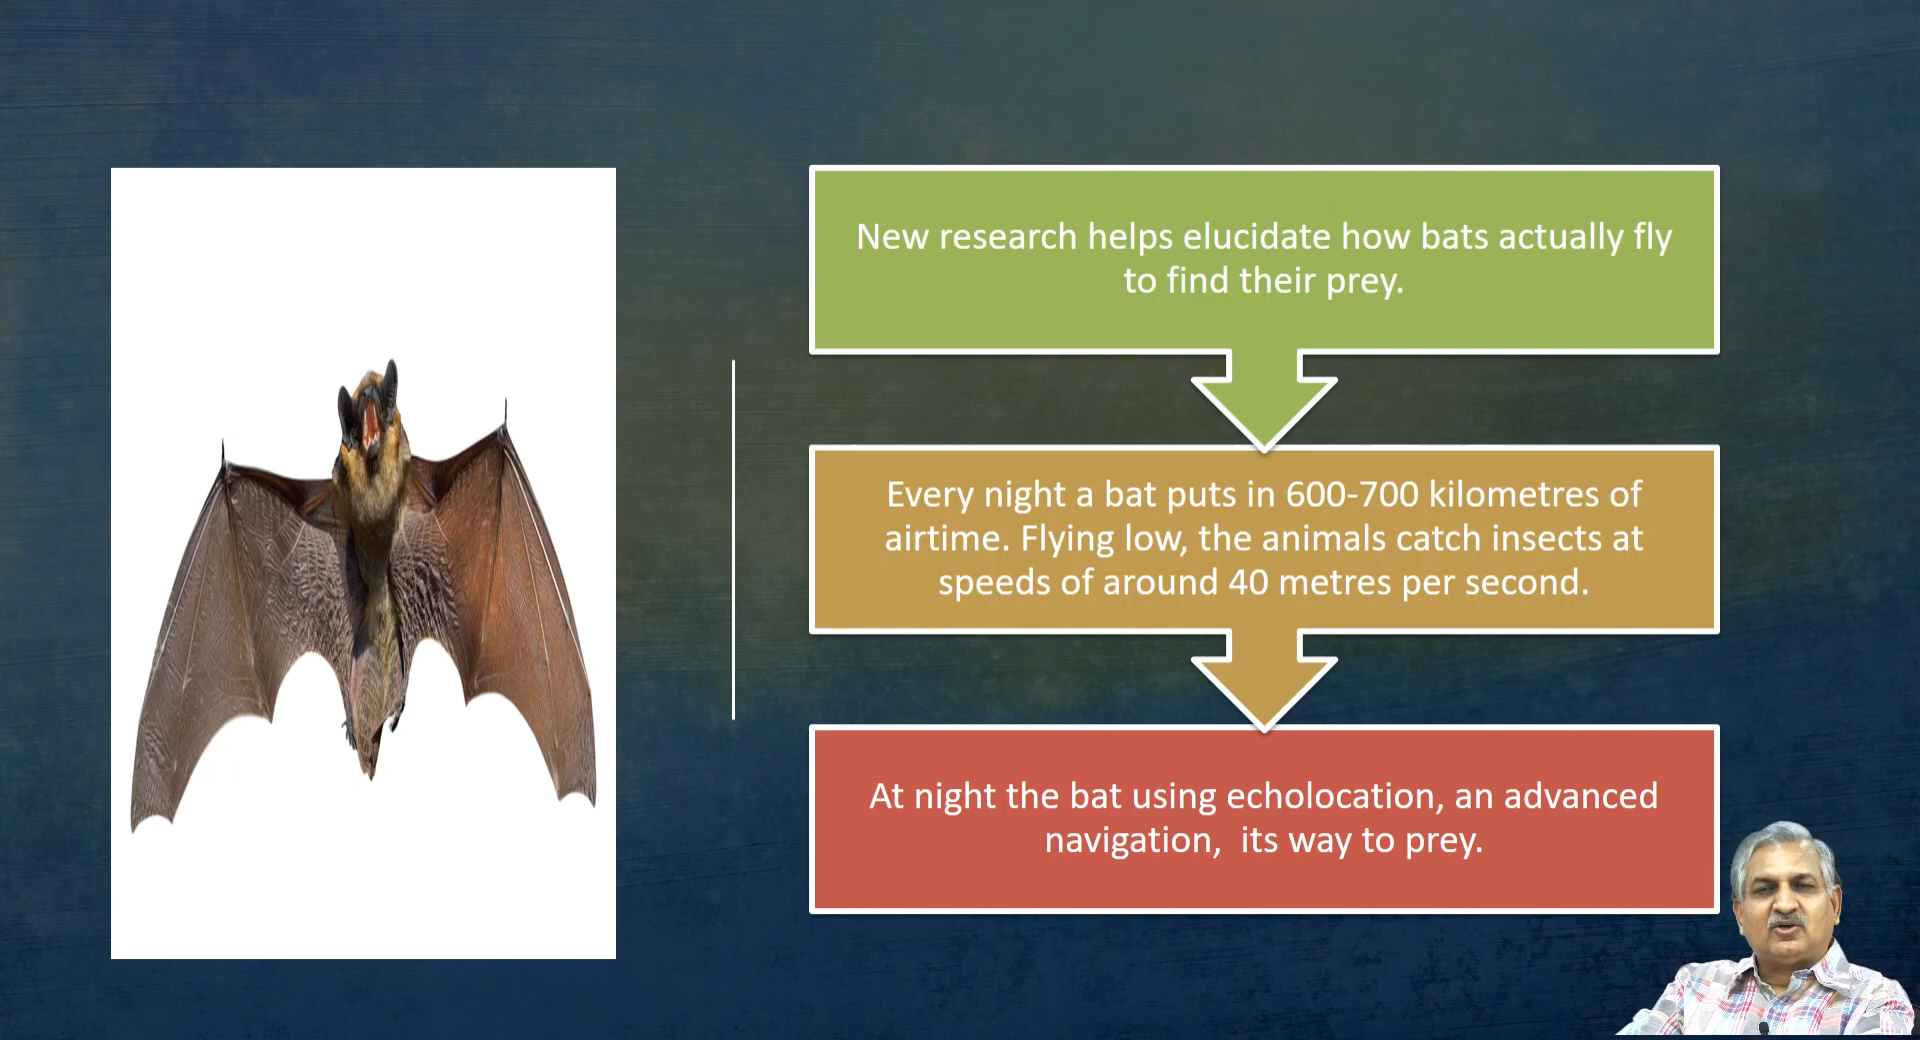 New research helps elucidate how bats actually fly
to find their prey.
Every night a bat puts in 600-700 kilometres of
airtime. Flying low, the animals catch insects at
speeds of around 40 metres per second.
At night the bat using echolocation, an advanced
navigation,  its way to prey.